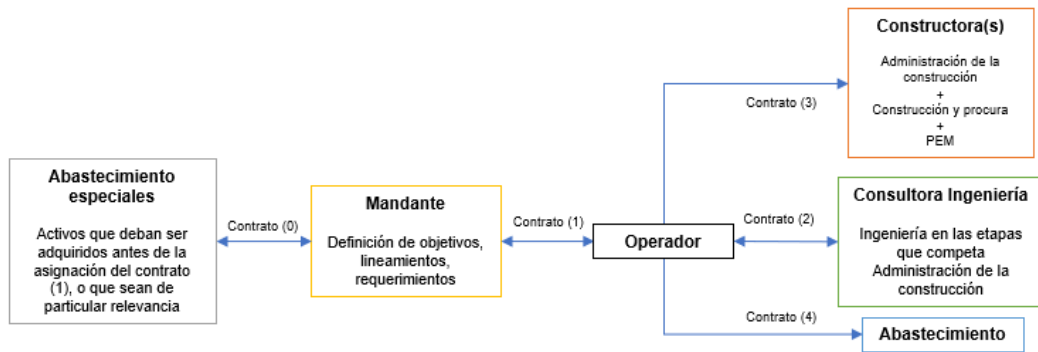 Abastecimiento
especiales
Activos que deban ser
adquiridos antes de la
asignación del contrato
(1), o que sean de
particular relevancia
Contrato (0)
Mandante
Definición de objetivos,
lineamientos,
requerimientos
Contrato (1)
Operador
Contrato (3)
Constructora(s)
Administración de la
construcción
+
Construcción y procura
+
PEM
Contrato (2)
Consultora Ingeniería
Ingeniería en las etapas
que competa
Administración de la
construcción
Contrato (4)
Abastecimiento